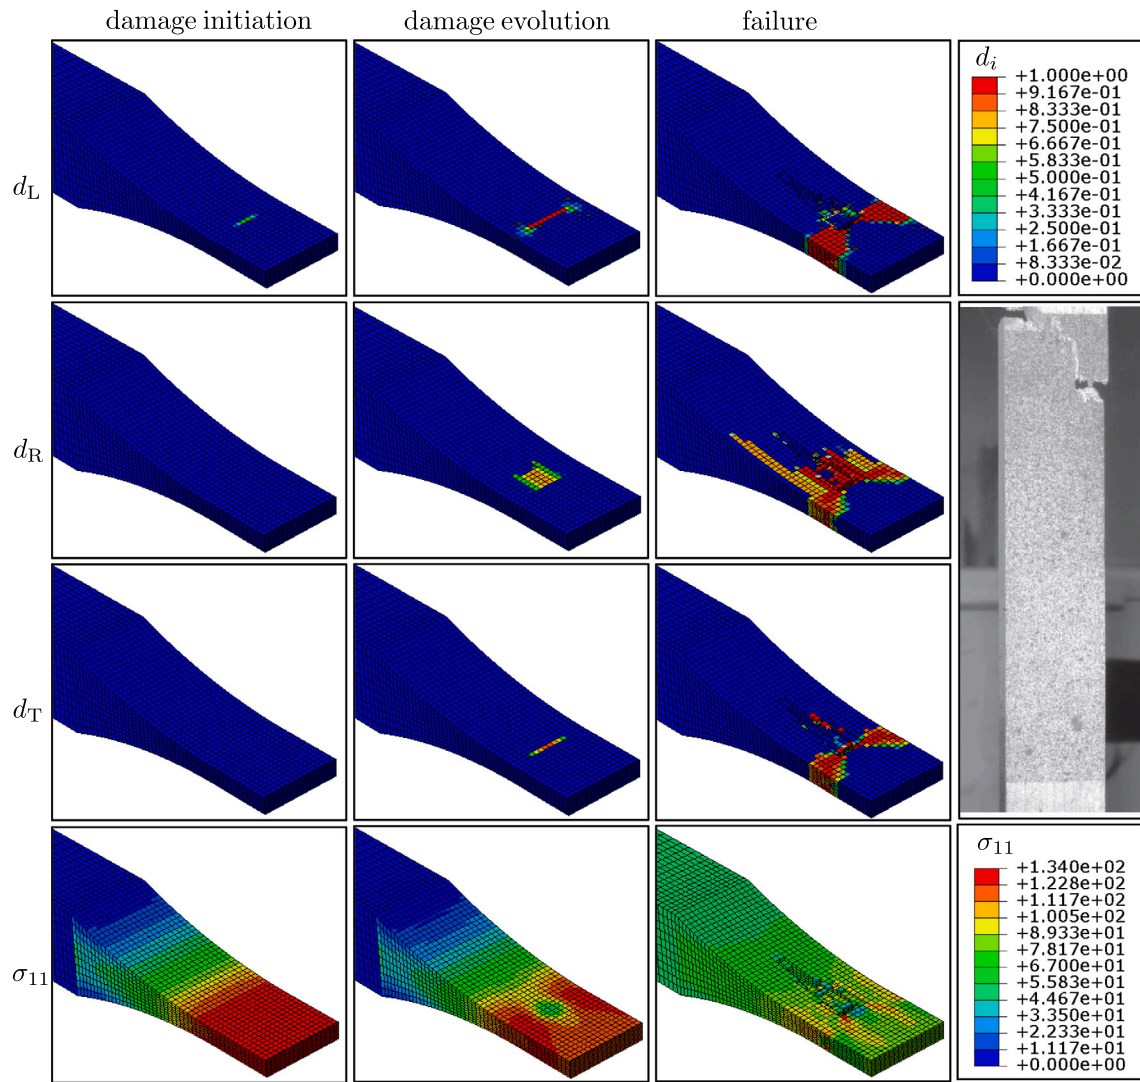 damage initiation damage evolution failure
d_L
d_i
+1.000e+00
+9.167e-01
+8.333e-01
+7.500e-01
+6.667e-01
+5.833e-01
+5.000e-01
+4.167e-01
+3.333e-01
+2.500e-01
+1.667e-01
+8.333e-02
+0.000e+00
d_R
d_T
σ_11
σ_11
+1.340e+02
+1.228e+02
+1.117e+02
+1.005e+02
+8.933e+01
+7.817e+01
+6.700e+01
+5.583e+01
+4.467e+01
+3.350e+01
+2.233e+01
+1.117e+01
+0.000e+00